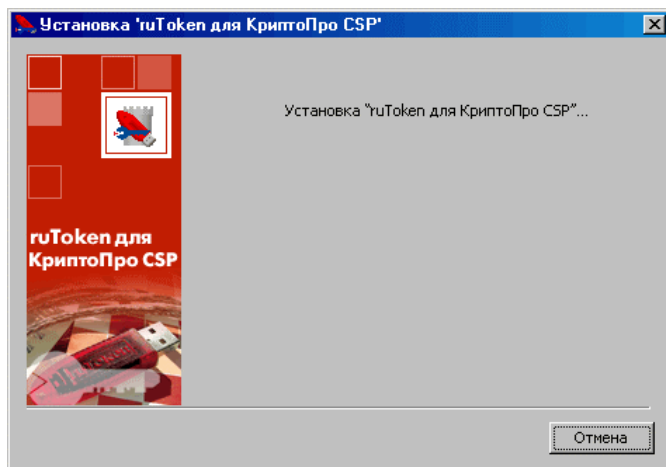 Установка 'ruToken для КриптоПро CSP'
Установка "ruToken для КриптоПро CSP"...
ruToken для
КриптоПро CSP
Отмена